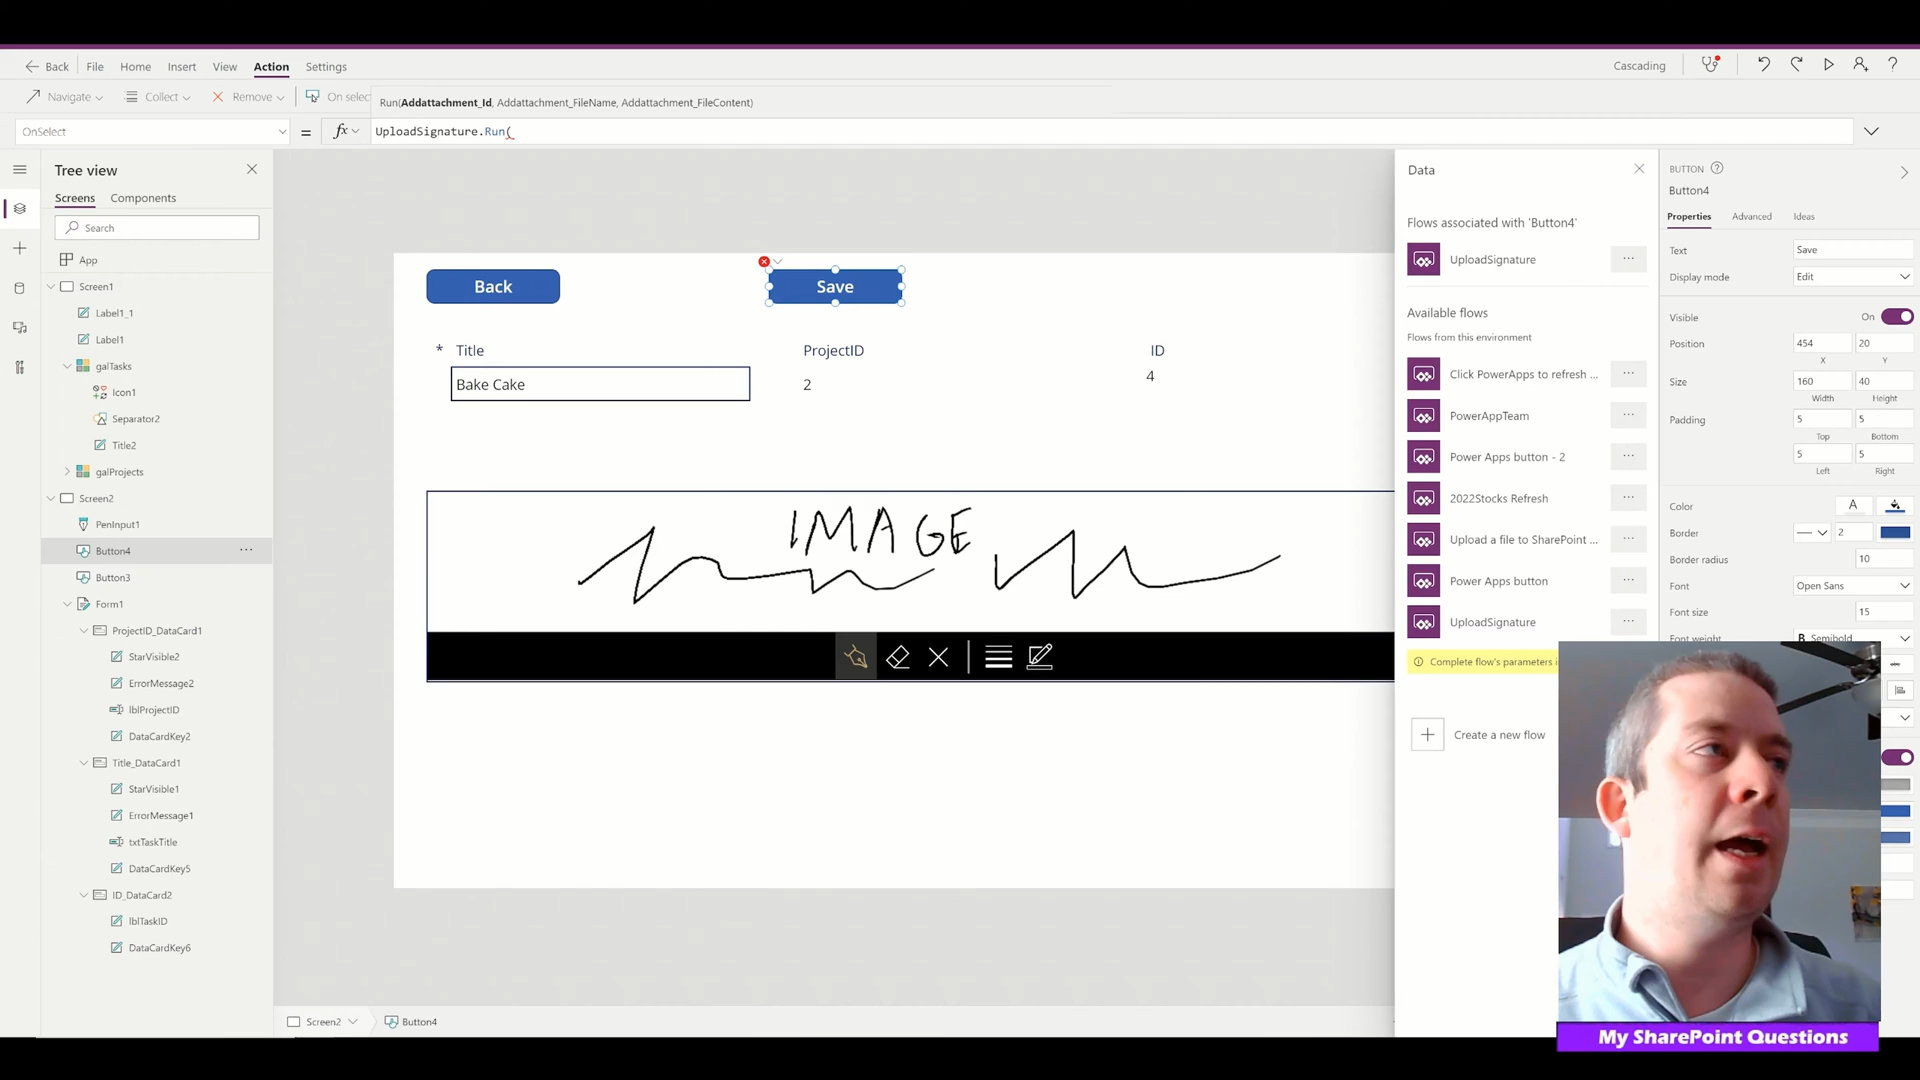 Back File Home Insert View Action Settings Cascading
Navigate Collect Remove On selec
Run(Addattachment_Id, Addattachment_FileName, Addattachment_FileContent)
OnSelect = fx UploadSignature.Run(
Tree view
Screens Components
Search
App
Screen1
Label1_1
Label1
galTasks
Icon1
Separator2
Title2
galProjects
Screen2
PenInput1
Button4
Button3
Form1
ProjectID_DataCard1
StarVisible2
ErrorMessage2
lblProjectID
DataCardKey2
Title_DataCard1
StarVisible1
ErrorMessage1
txtTaskTitle
DataCardKey5
ID_DataCard2
lblTaskID
DataCardKey6
Back Save
* Title ProjectID ID
Bake Cake 2 4
IMAGE
Screen2 Button4
Data
Flows associated with 'Button4'
UploadSignature
Available flows
Flows from this environment
Click PowerApps to refresh ...
PowerAppTeam
Power Apps button - 2
2022Stocks Refresh
Upload a file to SharePoint ...
Power Apps button
UploadSignature
Complete flow's parameters i
Create a new flow
BUTTON
Button4
Properties Advanced Ideas
Text Save
Display mode Edit
Visible On
Position 454 20
X Y
Size 160 40
Width Height
Padding 5 5
Top Bottom
5 5
Left Right
Color A
Border 2
Border radius 10
Font Open Sans
Font size 15
Font weight B Semibold
My SharePoint Questions